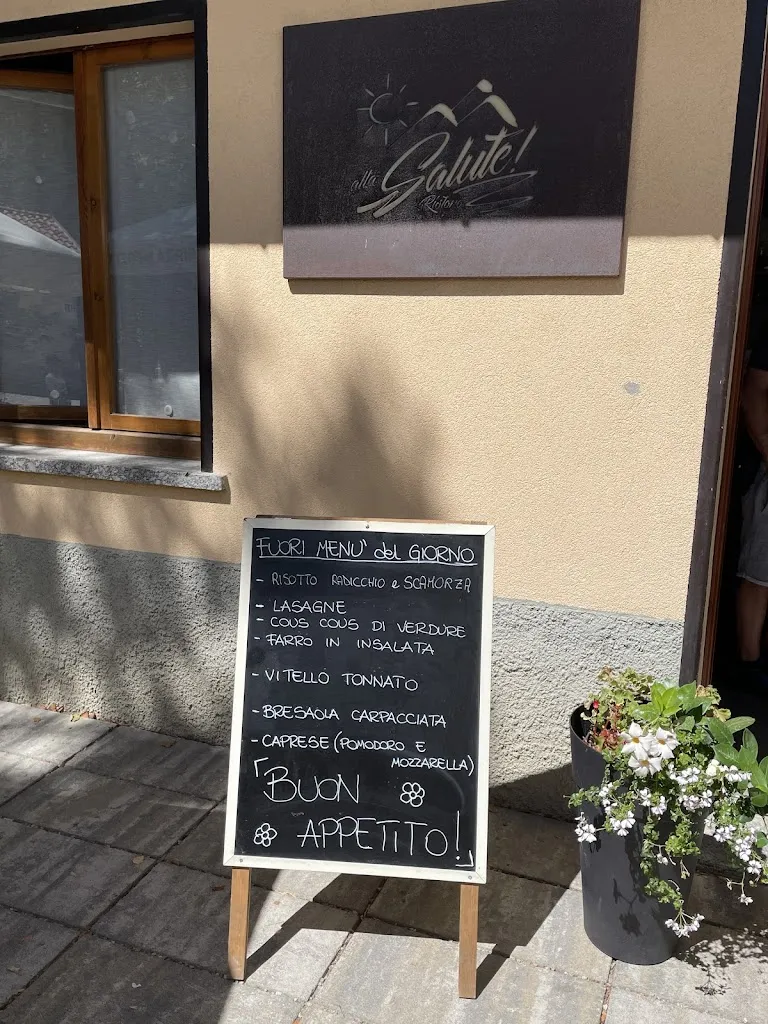 alla
Salute!
FUORI MENU' del GIORNO
- RISOTTO RADICCHIO e SCAMORZA
- LASAGNE
- COUS COUS DI VERDURE
- FARRO IN INSALATA
- VITELLO TONNATO
- BRESAOLA CARPACCIATA
- CAPRESE (POMODORO E
MOZZARELLA)
BUON
APPETITO!